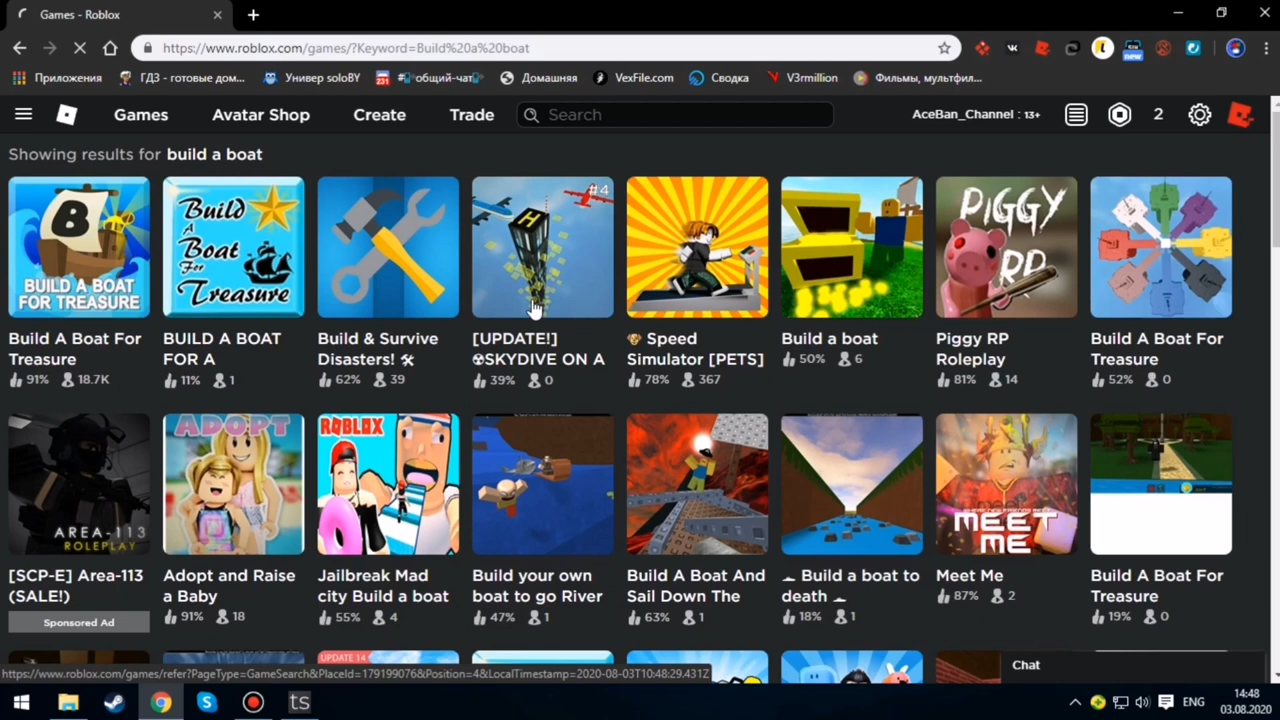 Games - Roblox
https://www.roblox.com/games/?Keyword=Build%20a%20boat
new
Приложения
ГДЗ - готовые дом...
Универ soloBY
231
#общий-чат
Домашняя
VexFile.com
Сводка
V3rmillion
Фильмы, мультфил...
Games
Avatar Shop
Create
Trade
Search
AceBan_Channel : 13+
2
Showing results for build a boat
B
BUILD A BOAT
FOR TREASURE
Build
A
Boat
For
Treasure
#4
H
PIGGY
RP
Build A Boat For
Treasure
91% 18.7K
BUILD A BOAT
FOR A
11% 1
Build & Survive
Disasters! 🛠
62% 39
[UPDATE!]
☢SKYDIVE ON A
39% 0
🐶 Speed
Simulator [PETS]
78% 367
Build a boat
50% 6
Piggy RP
Roleplay
81% 14
Build A Boat For
Treasure
52% 0
AREA-113
ROLEPLAY
ADOPT
ROBLOX
MEET
ME
[SCP-E] Area-113
(SALE!)
Sponsored Ad
Adopt and Raise
a Baby
91% 18
Jailbreak Mad
city Build a boat
55% 4
Build your own
boat to go River
47% 1
Build A Boat And
Sail Down The
63% 1
Build a boat to
death
18% 1
Meet Me
87% 2
Build A Boat For
Treasure
19% 0
UPDATE 14
Chat
https://www.roblox.com/games/refer?PageType=GameSearch&PlaceId=179199076&Position=4&LocalTimestamp=2020-08-03T10:48:29.431Z
ts
ENG
14:48
03.08.2020